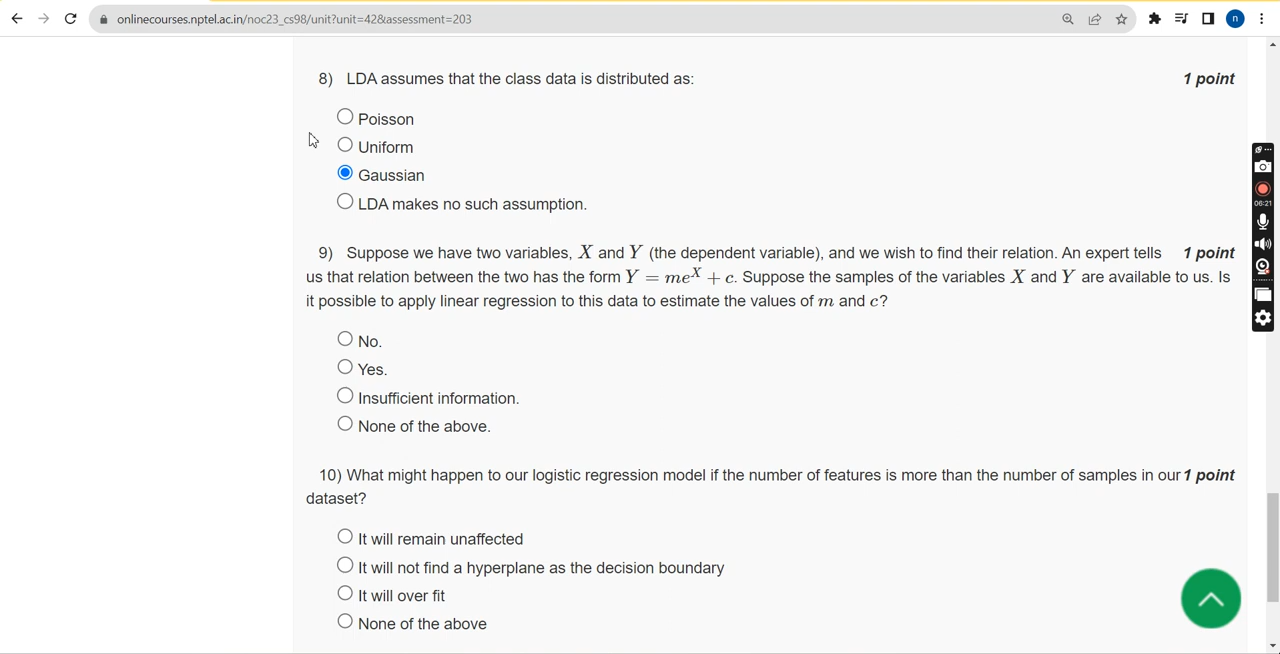 onlinecourses.nptel.ac.in/noc23_cs98/unit?unit=42&assessment=203
n
8) LDA assumes that the class data is distributed as: 1 point
Poisson
Uniform
Gaussian
LDA makes no such assumption.
06:21
9) Suppose we have two variables, X and Y (the dependent variable), and we wish to find their relation. An expert tells 1 point
us that relation between the two has the form Y = me^X + c. Suppose the samples of the variables X and Y are available to us. Is
it possible to apply linear regression to this data to estimate the values of m and c?
No.
Yes.
Insufficient information.
None of the above.
10) What might happen to our logistic regression model if the number of features is more than the number of samples in our 1 point
dataset?
It will remain unaffected
It will not find a hyperplane as the decision boundary
It will over fit
None of the above